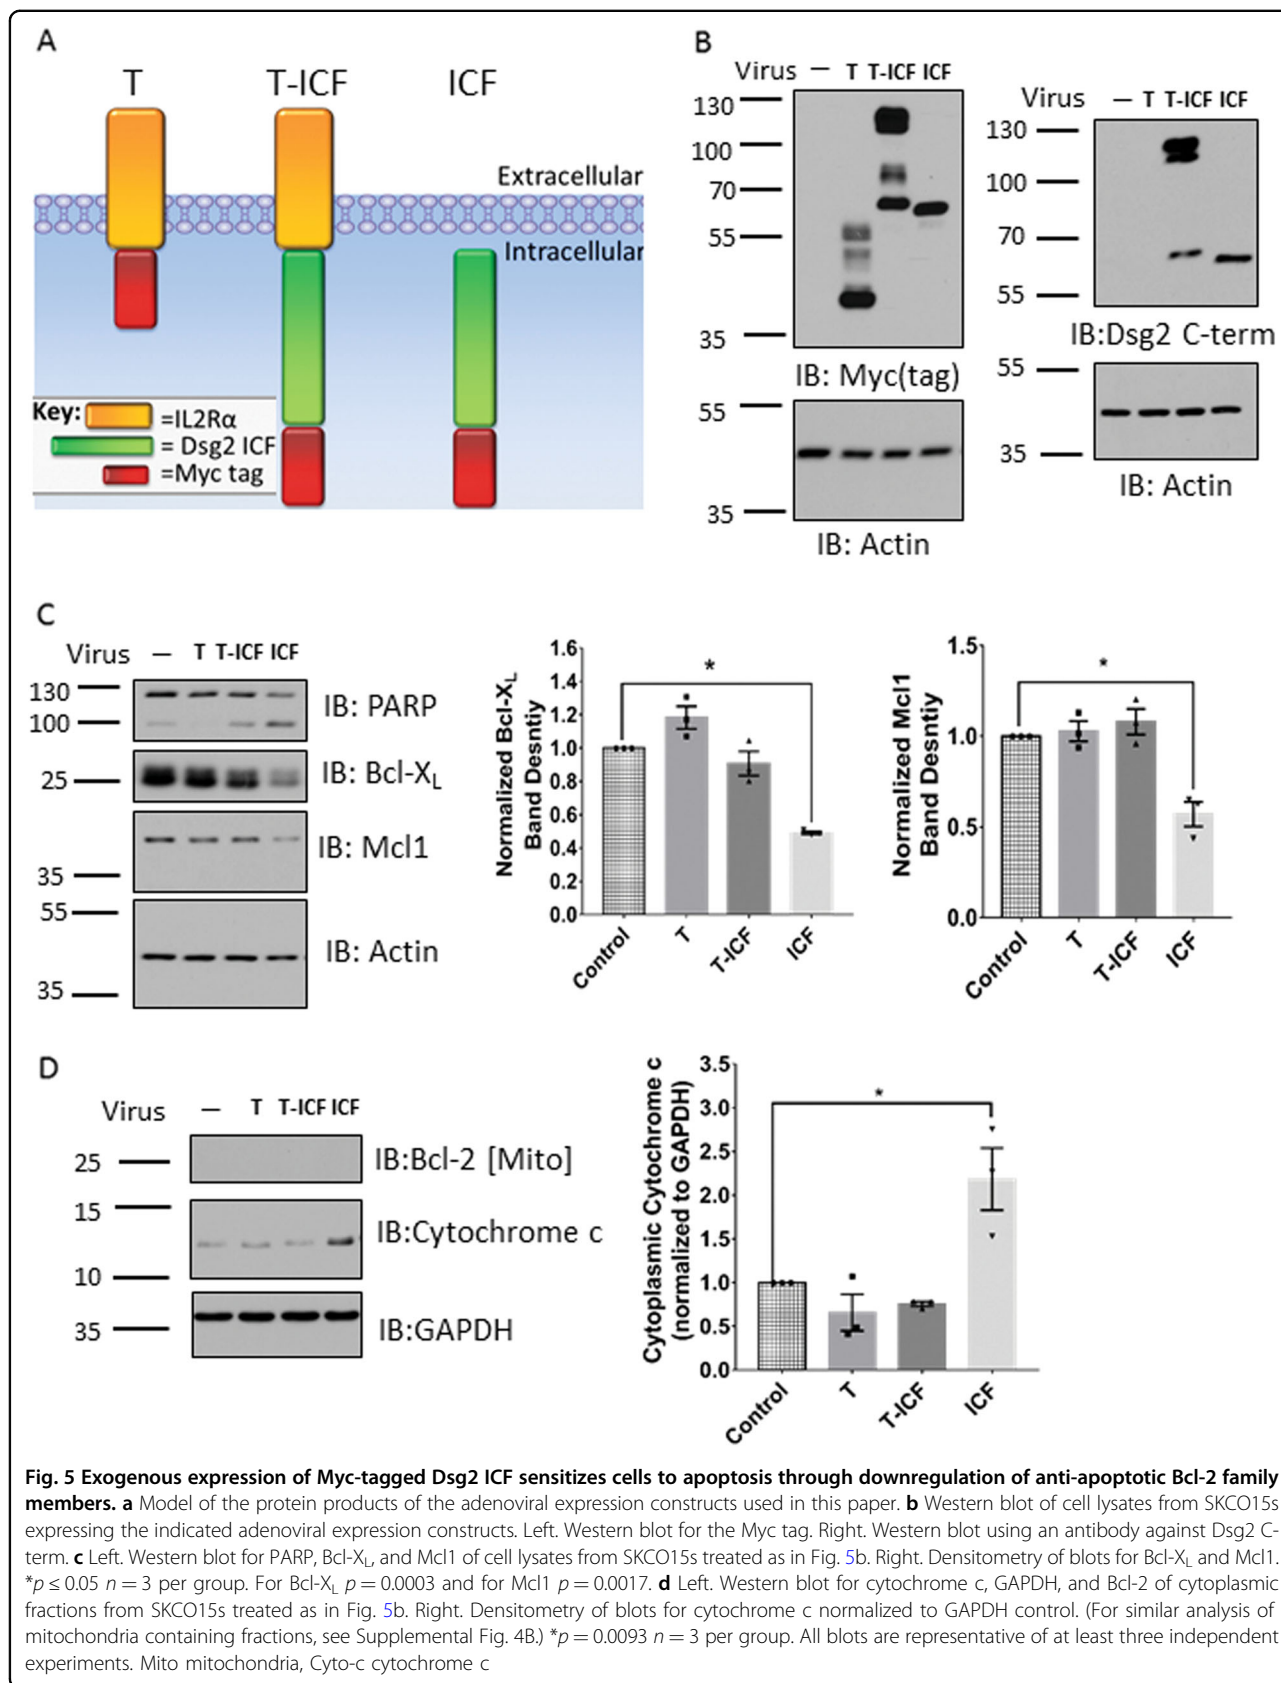 A
T T-ICF ICF
Extracellular
Intracellular
Key:
=IL2Rα
= Dsg2 ICF
=Myc tag
B
Virus — T T-ICF ICF
130
100
70
55
35
IB: Myc(tag)
55
35
IB: Actin
Virus — T T-ICF ICF
130
100
70
55
IB:Dsg2 C-term
55
35
IB: Actin
C
Virus — T T-ICF ICF
130
100
IB: PARP
25
IB: Bcl-XL
IB: Mcl1
35
55
IB: Actin
35
Normalized Bcl-XL
Band Desntiy
1.6
1.4
1.2
1.0
0.8
0.6
0.4
0.2
0.0
*
Control
T
T-ICF
ICF
Normalized Mcl1
Band Desntiy
1.5
1.0
0.5
0.0
*
Control
T
T-ICF
ICF
D
Virus — T T-ICF ICF
25
IB:Bcl-2 [Mito]
15
IB:Cytochrome c
10
35
IB:GAPDH
Cytoplasmic Cytochrome c
(normalized to GAPDH)
3.5
3.0
2.5
2.0
1.5
1.0
0.5
0.0
*
Control
T
T-ICF
ICF
Fig. 5 Exogenous expression of Myc-tagged Dsg2 ICF sensitizes cells to apoptosis through downregulation of anti-apoptotic Bcl-2 family
members. a Model of the protein products of the adenoviral expression constructs used in this paper. b Western blot of cell lysates from SKCO15s
expressing the indicated adenoviral expression constructs. Left. Western blot for the Myc tag. Right. Western blot using an antibody against Dsg2 C-
term. c Left. Western blot for PARP, Bcl-XL, and Mcl1 of cell lysates from SKCO15s treated as in Fig. 5b. Right. Densitometry of blots for Bcl-XL and Mcl1.
*p ≤ 0.05 n = 3 per group. For Bcl-XL p = 0.0003 and for Mcl1 p = 0.0017. d Left. Western blot for cytochrome c, GAPDH, and Bcl-2 of cytoplasmic
fractions from SKCO15s treated as in Fig. 5b. Right. Densitometry of blots for cytochrome c normalized to GAPDH control. (For similar analysis of
mitochondria containing fractions, see Supplemental Fig. 4B.) *p = 0.0093 n = 3 per group. All blots are representative of at least three independent
experiments. Mito mitochondria, Cyto-c cytochrome c